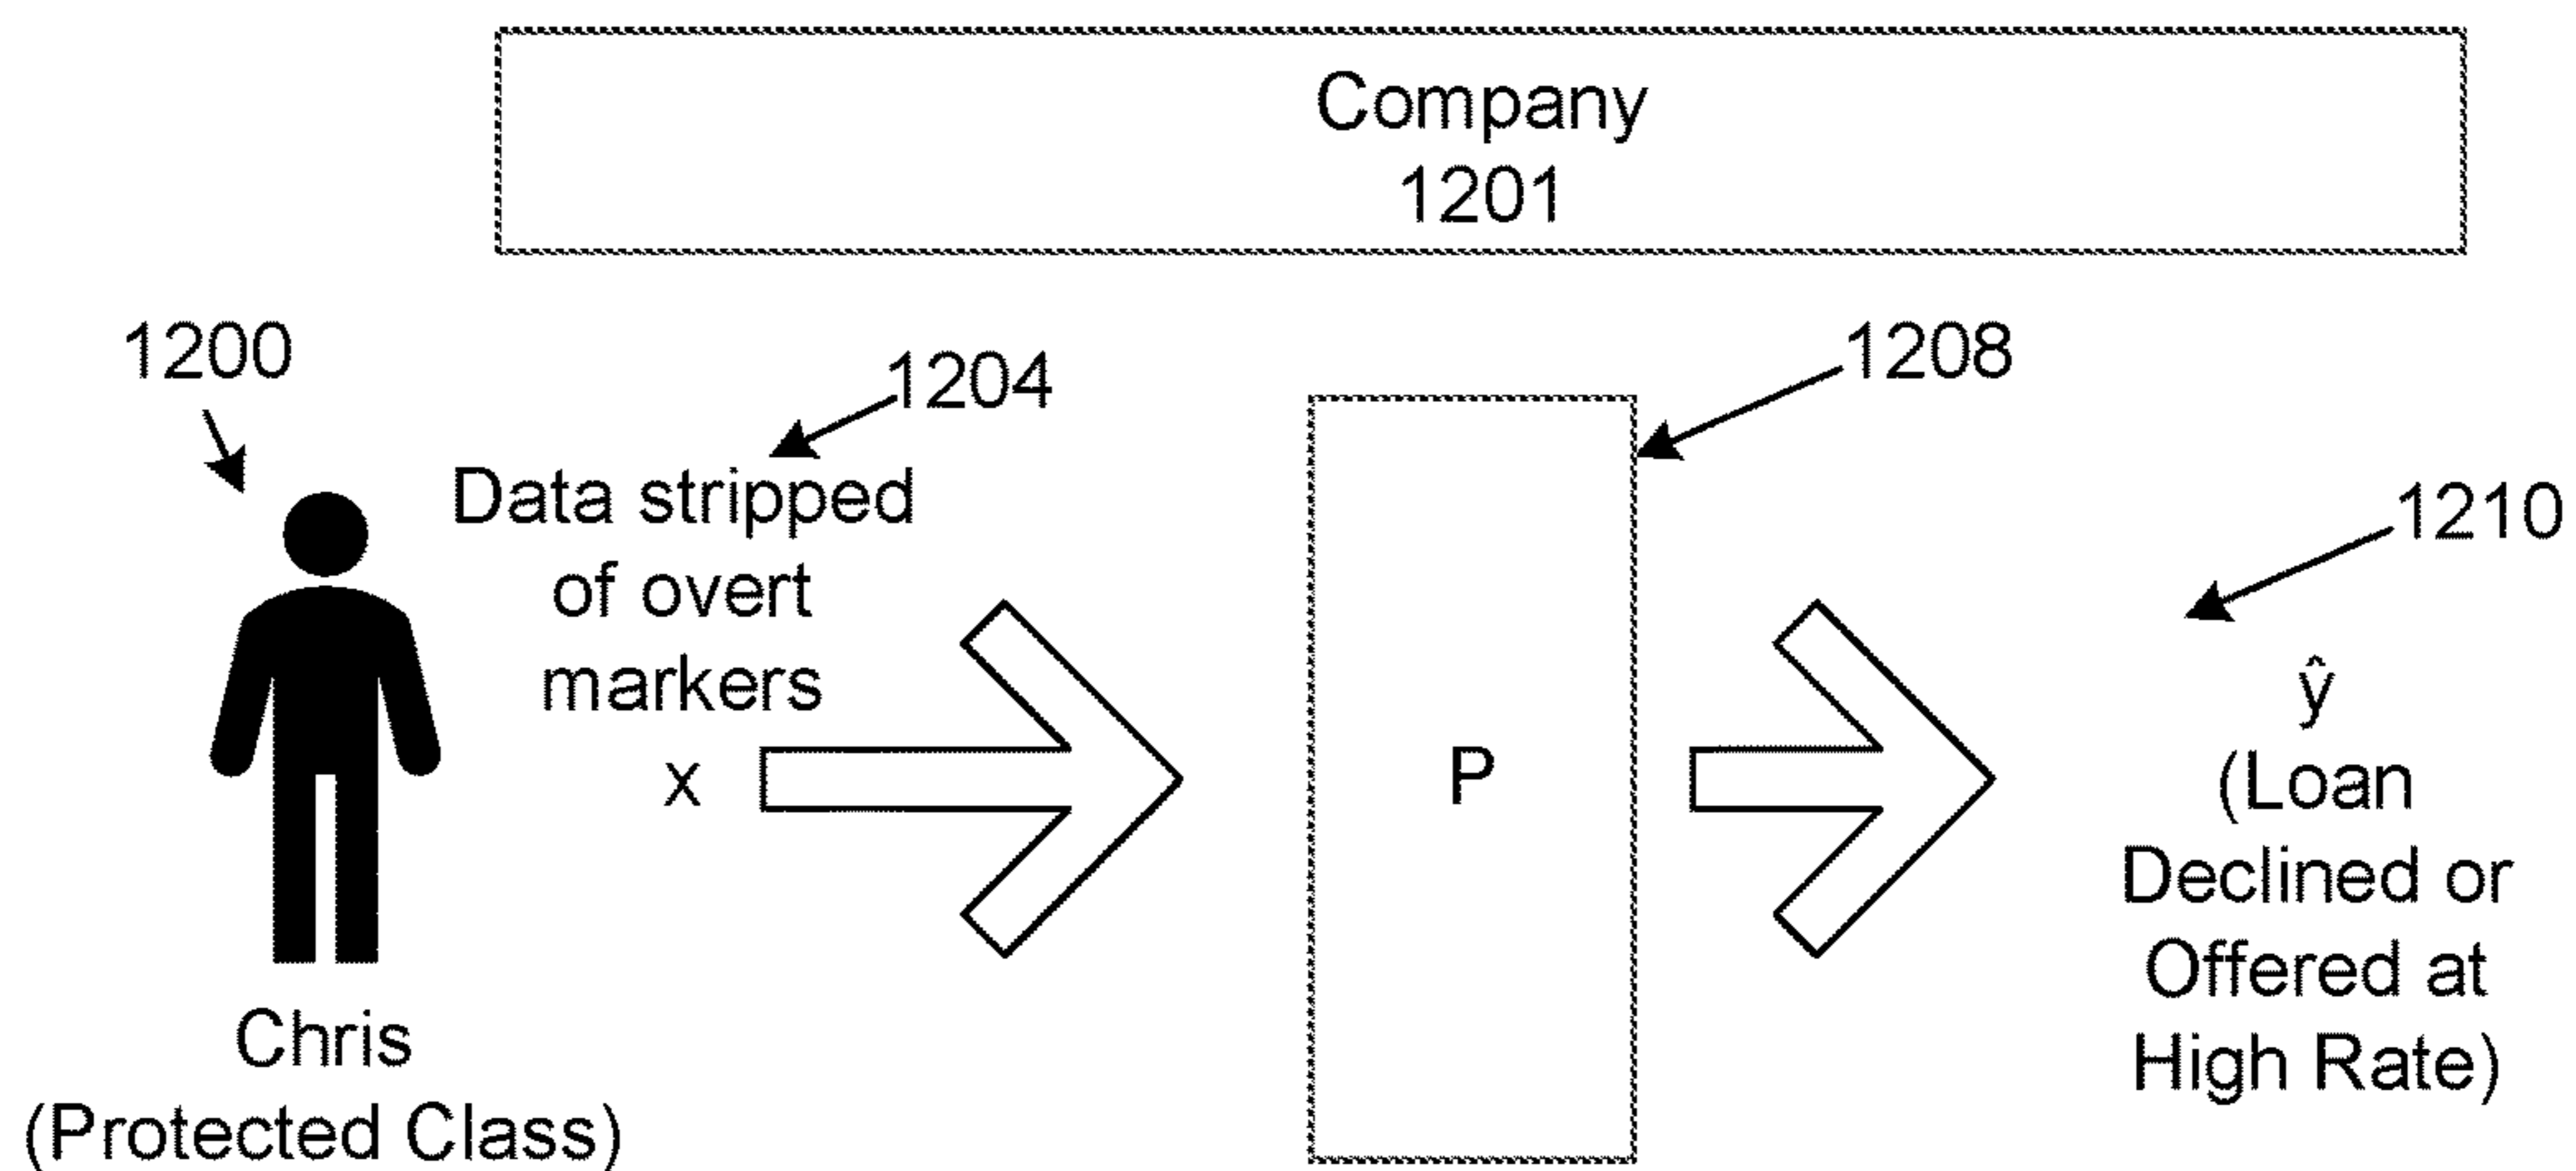 Company
1201
1200
1204
1208
1210
Data stripped
of overt
markers
x
P
ŷ
(Loan
Declined or
Offered at
High Rate)
Chris
(Protected Class)